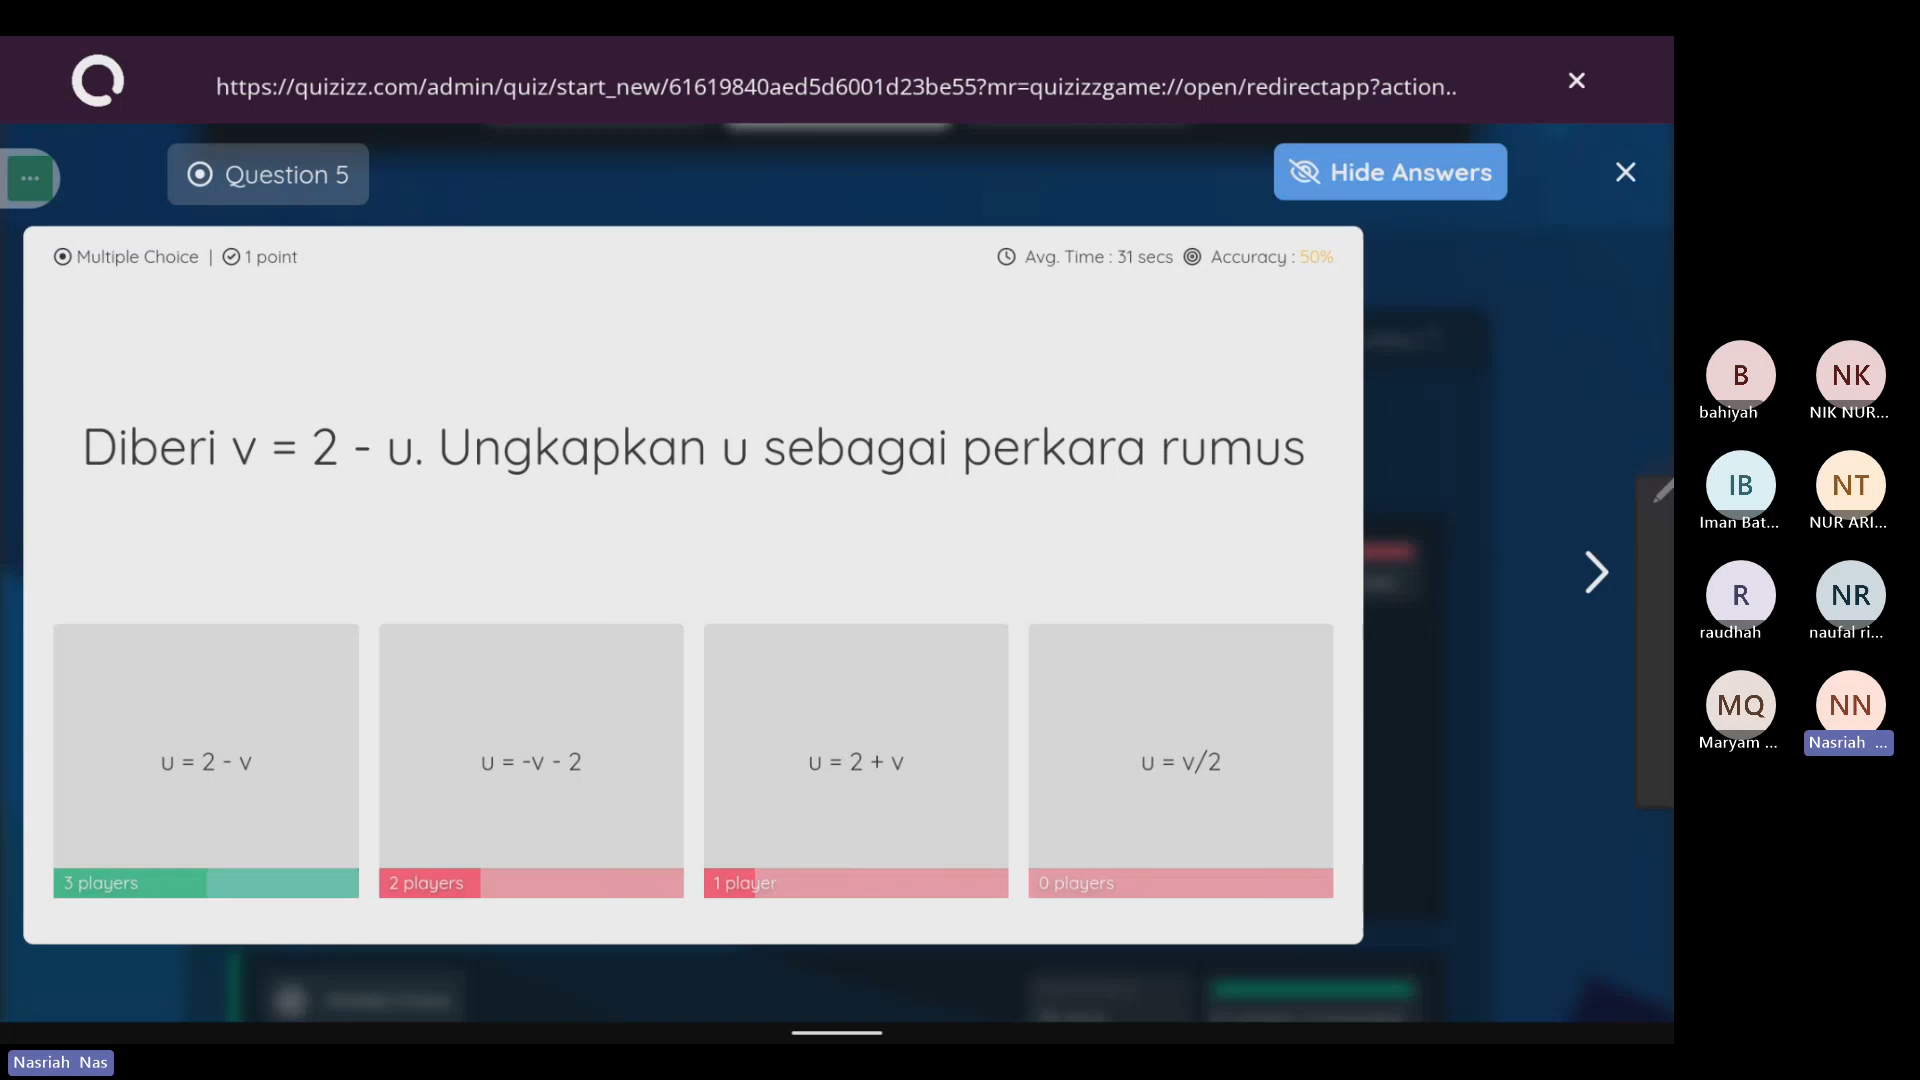 https://quizizz.com/admin/quiz/start_new/61619840aed5d6001d23be55?mr=quizizzgame://open/redirectapp?action..
Question 5
Hide Answers
Multiple Choice | 1 point
Avg. Time : 31 secs Accuracy : 50%
Diberi v = 2 - u. Ungkapkan u sebagai perkara rumus
u = 2 - v
u = -v - 2
u = 2 + v
u = v/2
3 players
2 players
1 player
0 players
B
bahiyah
NK
NIK NUR...
IB
Iman Bat...
NT
NUR ARI...
R
raudhah
NR
naufal ri...
MQ
Maryam ...
NN
Nasriah ...
Nasriah Nas